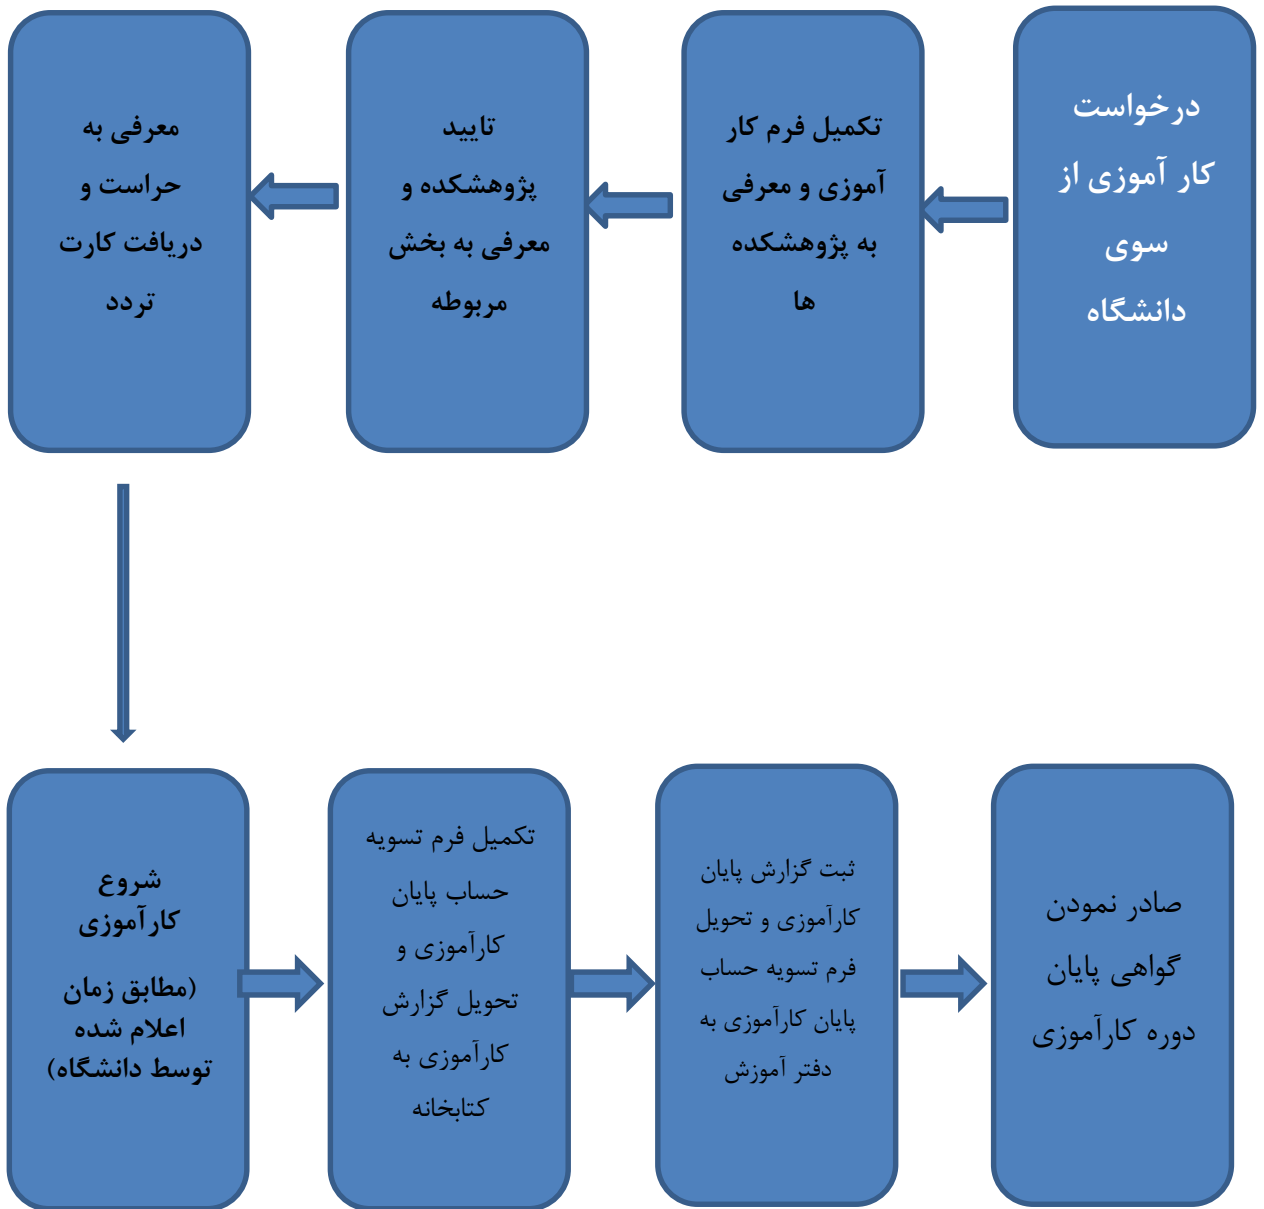 درخواست
کار آموزی از
سوی
دانشگاه
تکمیل فرم کار
آموزی و معرفی
به پژوهشکده
ها
تایید
پژوهشکده و
معرفی به بخش
مربوطه
معرفی به
حراست و
دریافت کارت
تردد
شروع
کارآموزی
(مطابق زمان
اعلام شده
توسط دانشگاه)
تکمیل فرم تسویه
حساب پایان
کارآموزی و
تحویل گزارش
کارآموزی به
کتابخانه
ثبت گزارش پایان
کارآموزی و تحویل
فرم تسویه حساب
پایان کارآموزی به
دفتر آموزش
صادر نمودن
گواهی پایان
دوره کارآموزی